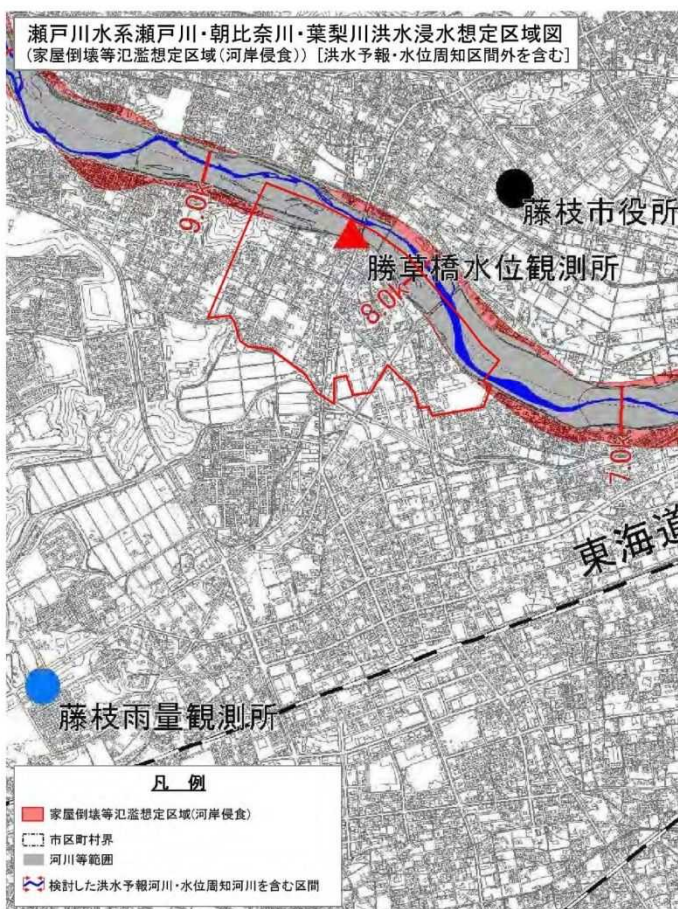 瀬戸川水系瀬戸川・朝比奈川・葉梨川洪水浸水想定区域図
(家屋倒壊等氾濫想定区域(河岸侵食)) [洪水予報・水位周知区間外を含む]
藤枝市役所
9.0k
勝草橋水位観測所
8.0k
7.0k
東海道
藤枝雨量観測所
凡 例
家屋倒壊等氾濫想定区域(河岸侵食)
市区町村界
河川等範囲
検討した洪水予報河川・水位周知河川を含む区間